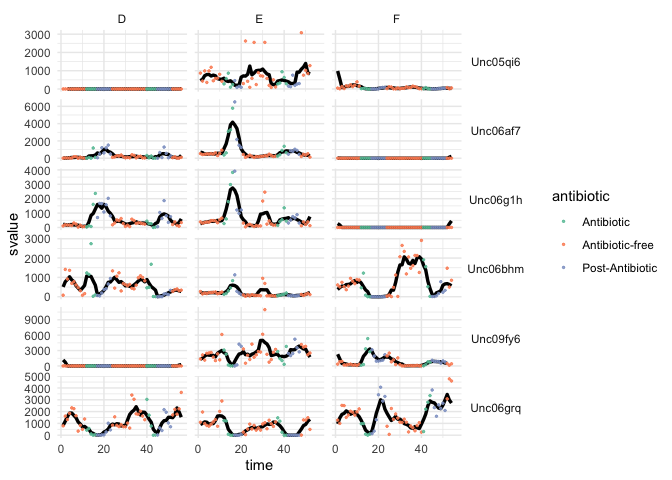 D E F
3000
2000
1000
0
Unc05qi6
6000
4000
2000
0
Unc06af7
4000
3000
2000
1000
0
Unc06g1h
3000
2000
1000
0
Unc06bhm
9000
6000
3000
0
Unc09fy6
5000
4000
3000
2000
1000
0
Unc06grq
0 20 40 0 20 40 0 20 40
time
svalue
antibiotic
Antibiotic
Antibiotic-free
Post-Antibiotic